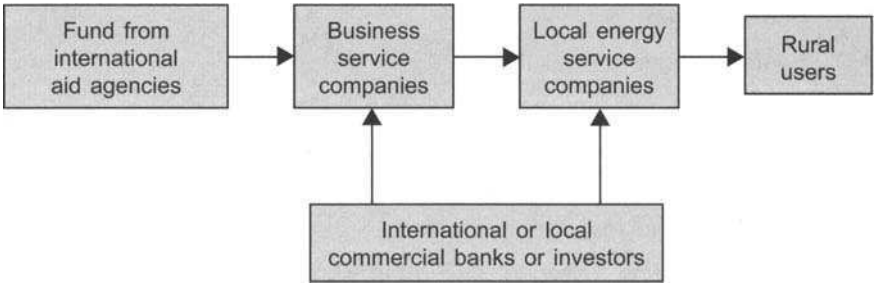 Fund from
international
aid agencies
Business
service
companies
Local energy
service
companies
Rural
users
International or local
commercial banks or investors